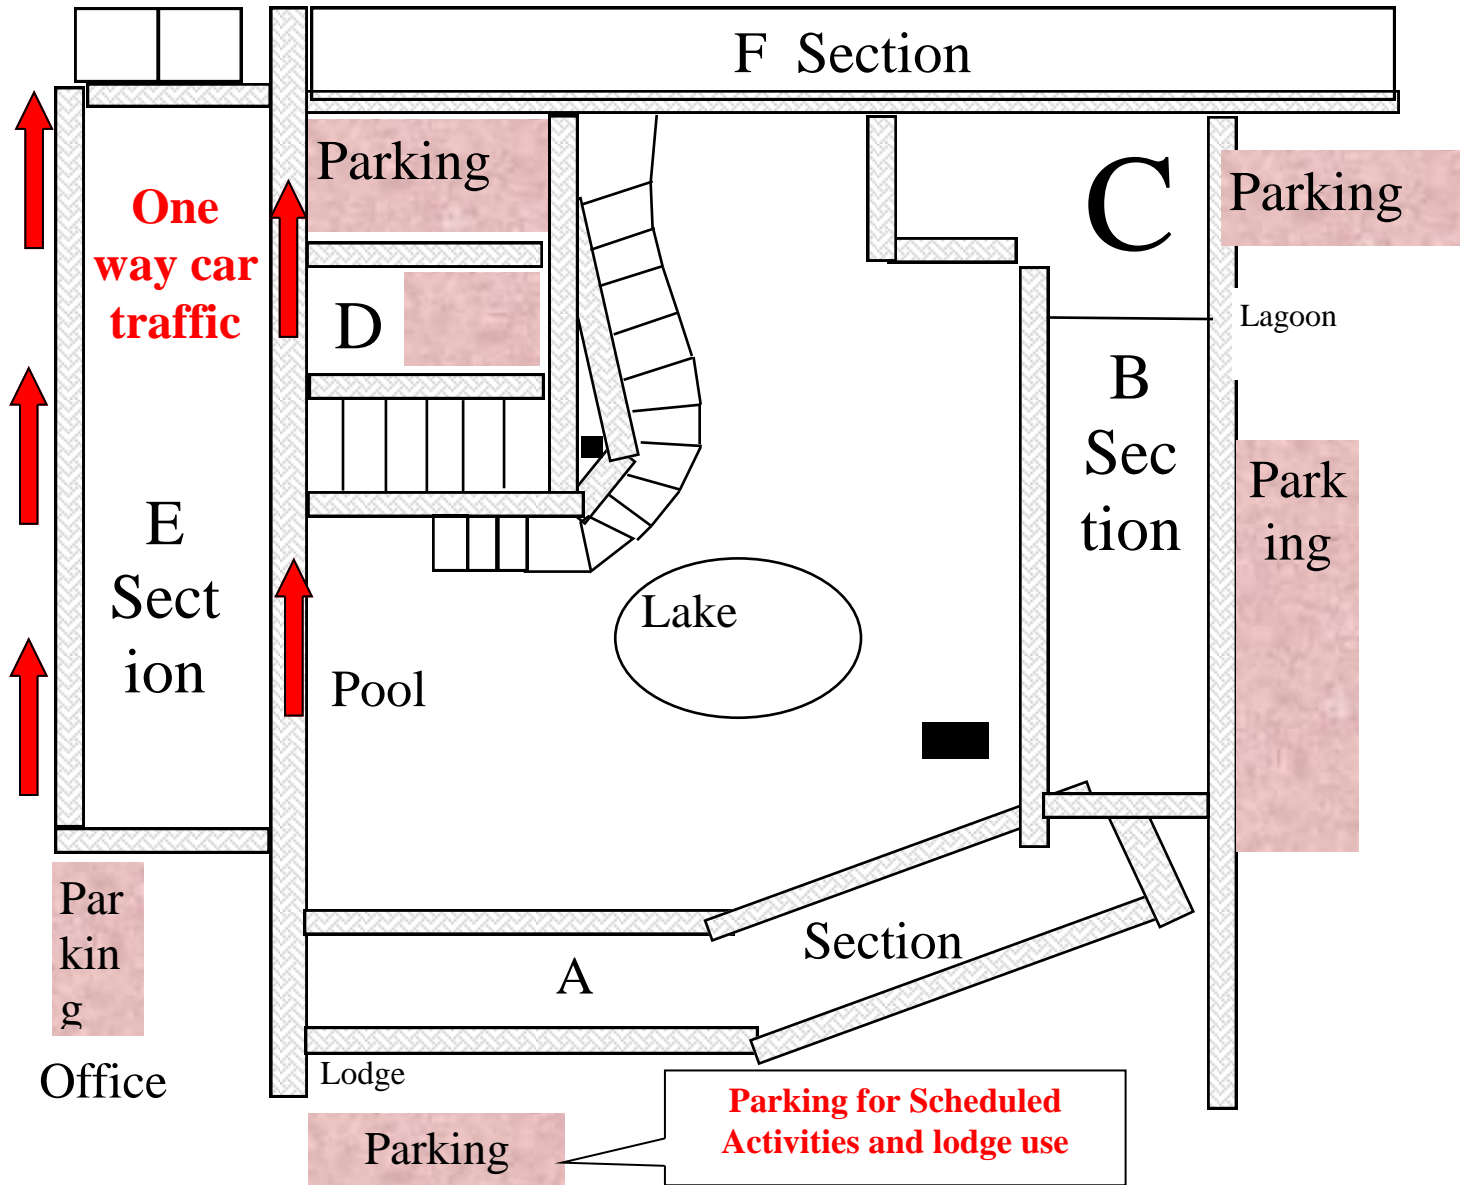 F Section
Parking
C
Parking
One
way car
traffic
D
Lagoon
B
Sec
tion
Park
ing
E
Sect
ion
Lake
Pool
Par
kin
g
Section
A
Office
Lodge
Parking for Scheduled
Activities and lodge use
Parking